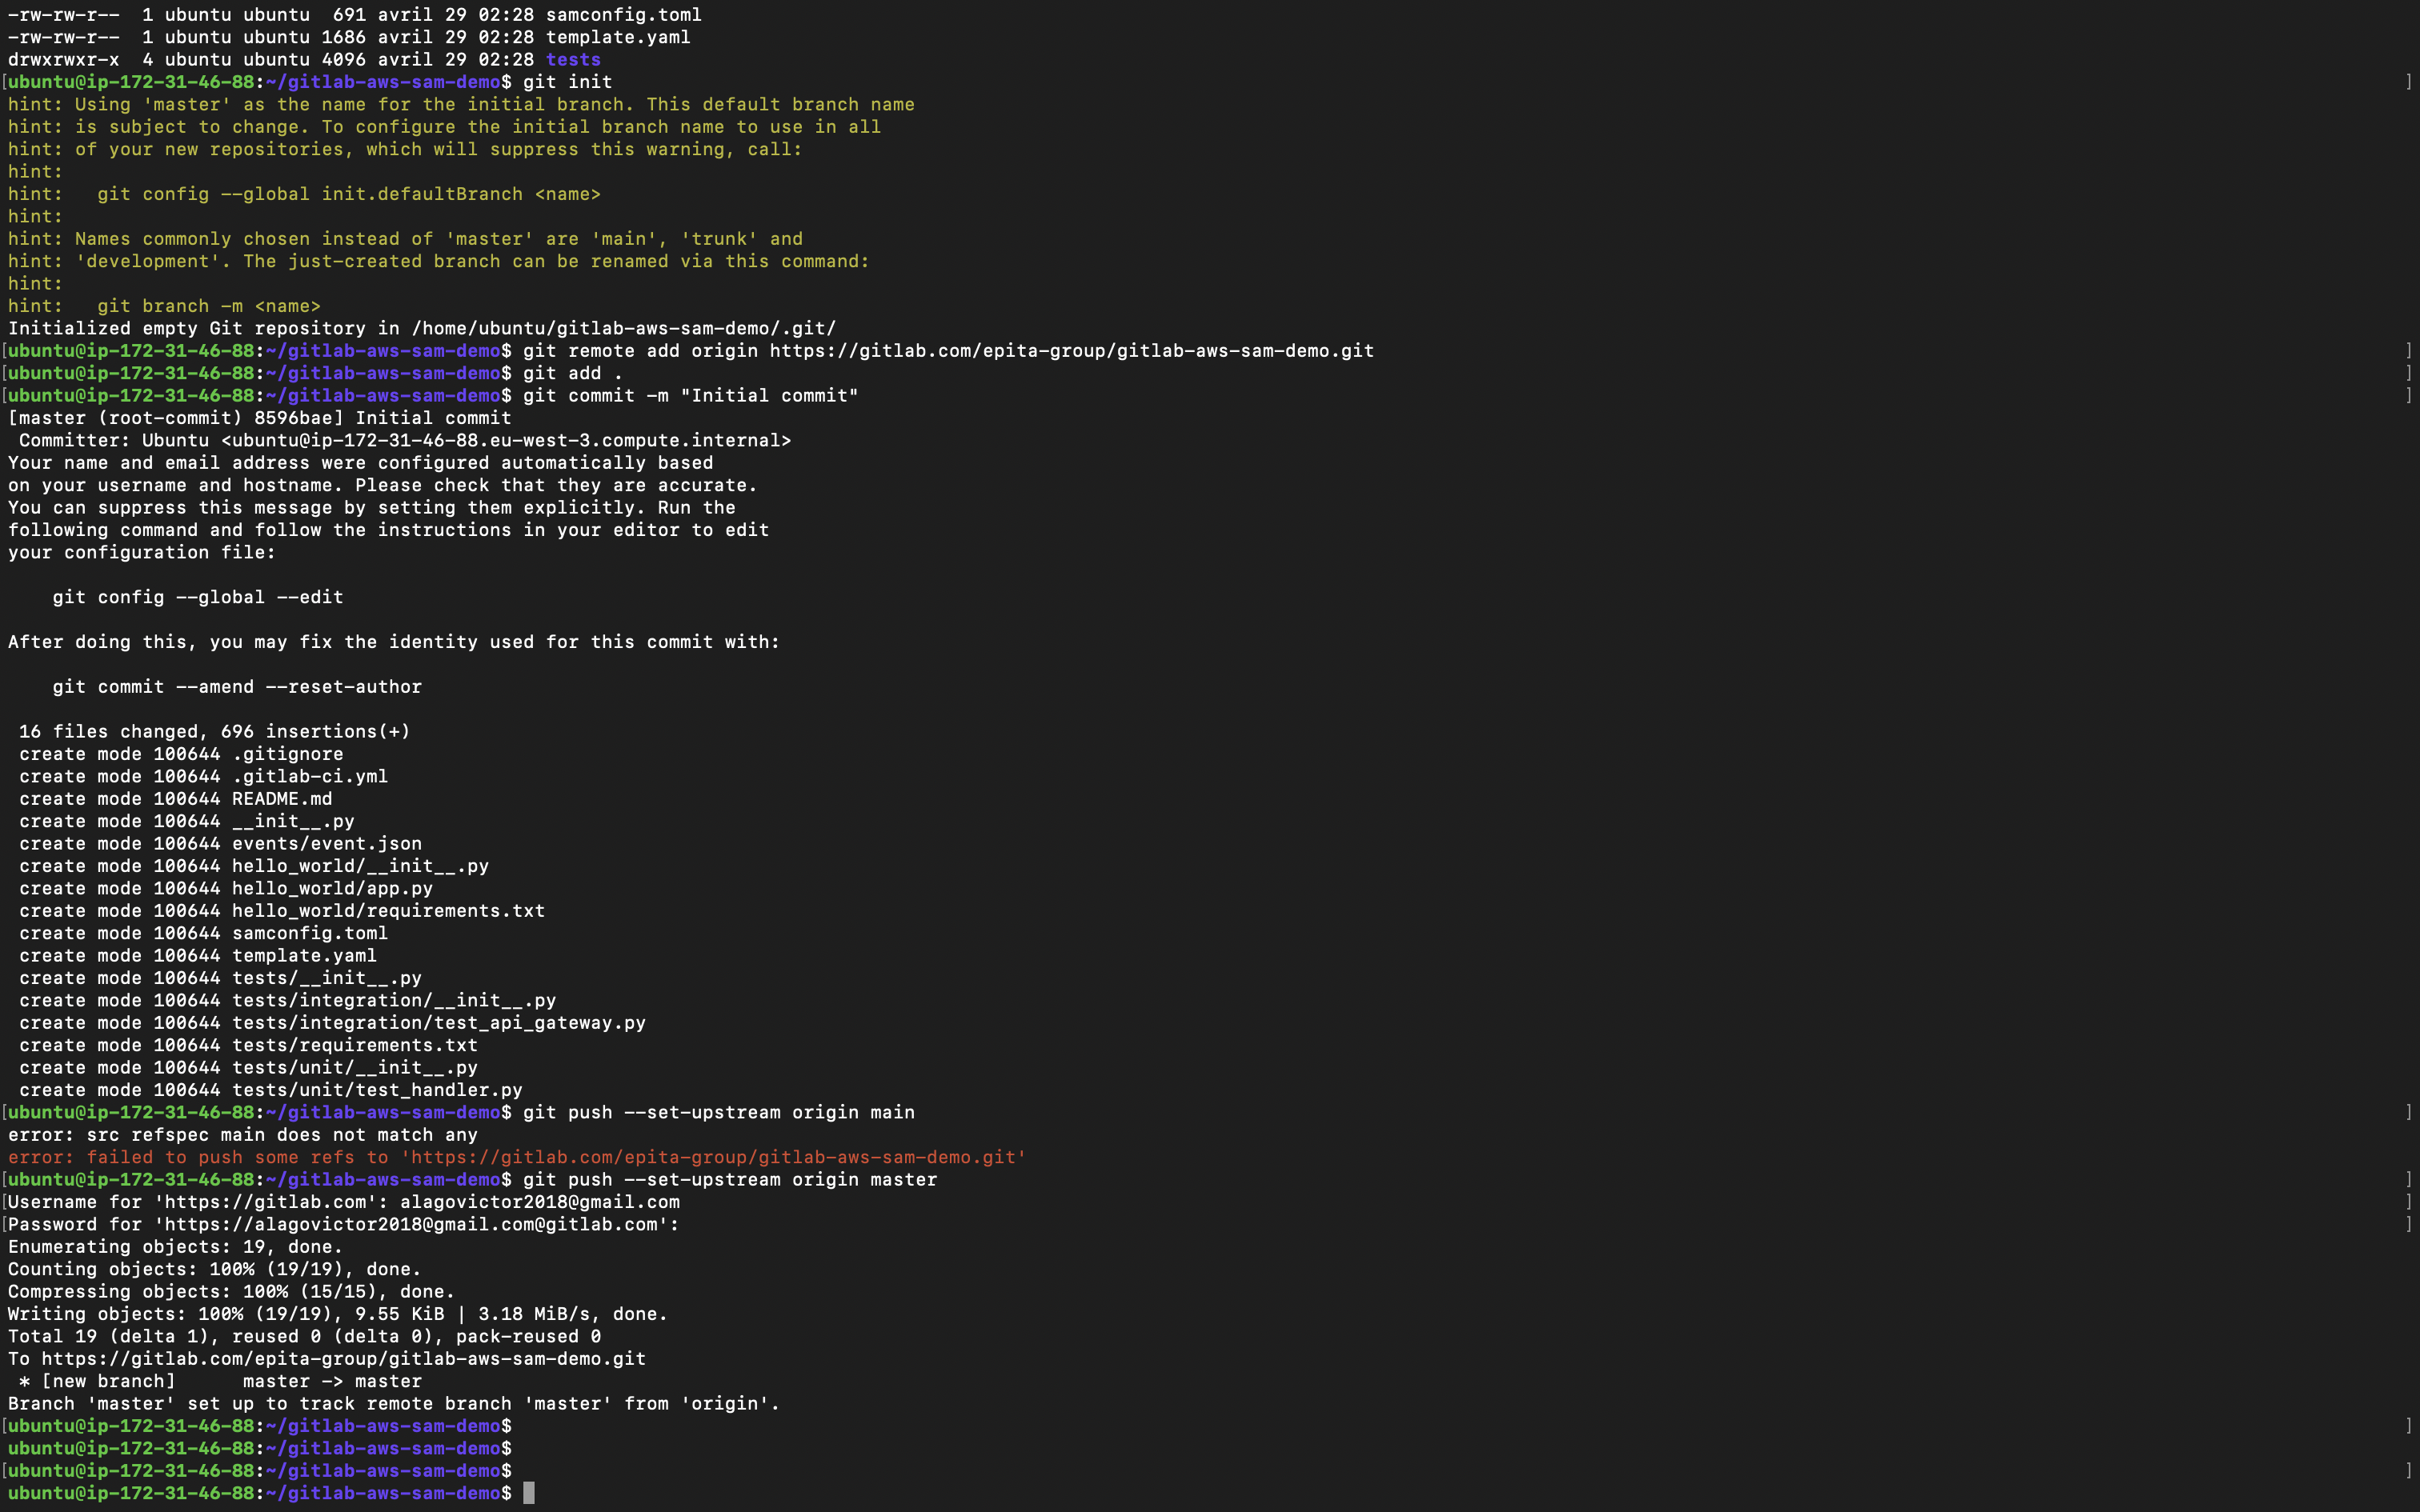 -rw-rw-r--  1 ubuntu ubuntu  691 avril 29 02:28 samconfig.toml
-rw-rw-r--  1 ubuntu ubuntu 1686 avril 29 02:28 template.yaml
drwxrwxr-x  4 ubuntu ubuntu 4096 avril 29 02:28 tests
[ubuntu@ip-172-31-46-88:~/gitlab-aws-sam-demo$ git init ]
hint: Using 'master' as the name for the initial branch. This default branch name
hint: is subject to change. To configure the initial branch name to use in all
hint: of your new repositories, which will suppress this warning, call:
hint:
hint:   git config --global init.defaultBranch <name>
hint:
hint: Names commonly chosen instead of 'master' are 'main', 'trunk' and
hint: 'development'. The just-created branch can be renamed via this command:
hint:
hint:   git branch -m <name>
Initialized empty Git repository in /home/ubuntu/gitlab-aws-sam-demo/.git/
[ubuntu@ip-172-31-46-88:~/gitlab-aws-sam-demo$ git remote add origin https://gitlab.com/epita-group/gitlab-aws-sam-demo.git ]
[ubuntu@ip-172-31-46-88:~/gitlab-aws-sam-demo$ git add . ]
[ubuntu@ip-172-31-46-88:~/gitlab-aws-sam-demo$ git commit -m "Initial commit" ]
[master (root-commit) 8596bae] Initial commit
 Committer: Ubuntu <ubuntu@ip-172-31-46-88.eu-west-3.compute.internal>
Your name and email address were configured automatically based
on your username and hostname. Please check that they are accurate.
You can suppress this message by setting them explicitly. Run the
following command and follow the instructions in your editor to edit
your configuration file:

    git config --global --edit

After doing this, you may fix the identity used for this commit with:

    git commit --amend --reset-author

 16 files changed, 696 insertions(+)
 create mode 100644 .gitignore
 create mode 100644 .gitlab-ci.yml
 create mode 100644 README.md
 create mode 100644 __init__.py
 create mode 100644 events/event.json
 create mode 100644 hello_world/__init__.py
 create mode 100644 hello_world/app.py
 create mode 100644 hello_world/requirements.txt
 create mode 100644 samconfig.toml
 create mode 100644 template.yaml
 create mode 100644 tests/__init__.py
 create mode 100644 tests/integration/__init__.py
 create mode 100644 tests/integration/test_api_gateway.py
 create mode 100644 tests/requirements.txt
 create mode 100644 tests/unit/__init__.py
 create mode 100644 tests/unit/test_handler.py
[ubuntu@ip-172-31-46-88:~/gitlab-aws-sam-demo$ git push --set-upstream origin main ]
error: src refspec main does not match any
error: failed to push some refs to 'https://gitlab.com/epita-group/gitlab-aws-sam-demo.git'
[ubuntu@ip-172-31-46-88:~/gitlab-aws-sam-demo$ git push --set-upstream origin master ]
[Username for 'https://gitlab.com': alagovictor2018@gmail.com ]
[Password for 'https://alagovictor2018@gmail.com@gitlab.com': ]
Enumerating objects: 19, done.
Counting objects: 100% (19/19), done.
Compressing objects: 100% (15/15), done.
Writing objects: 100% (19/19), 9.55 KiB | 3.18 MiB/s, done.
Total 19 (delta 1), reused 0 (delta 0), pack-reused 0
To https://gitlab.com/epita-group/gitlab-aws-sam-demo.git
 * [new branch]      master -> master
Branch 'master' set up to track remote branch 'master' from 'origin'.
[ubuntu@ip-172-31-46-88:~/gitlab-aws-sam-demo$ ]
ubuntu@ip-172-31-46-88:~/gitlab-aws-sam-demo$
[ubuntu@ip-172-31-46-88:~/gitlab-aws-sam-demo$ ]
ubuntu@ip-172-31-46-88:~/gitlab-aws-sam-demo$